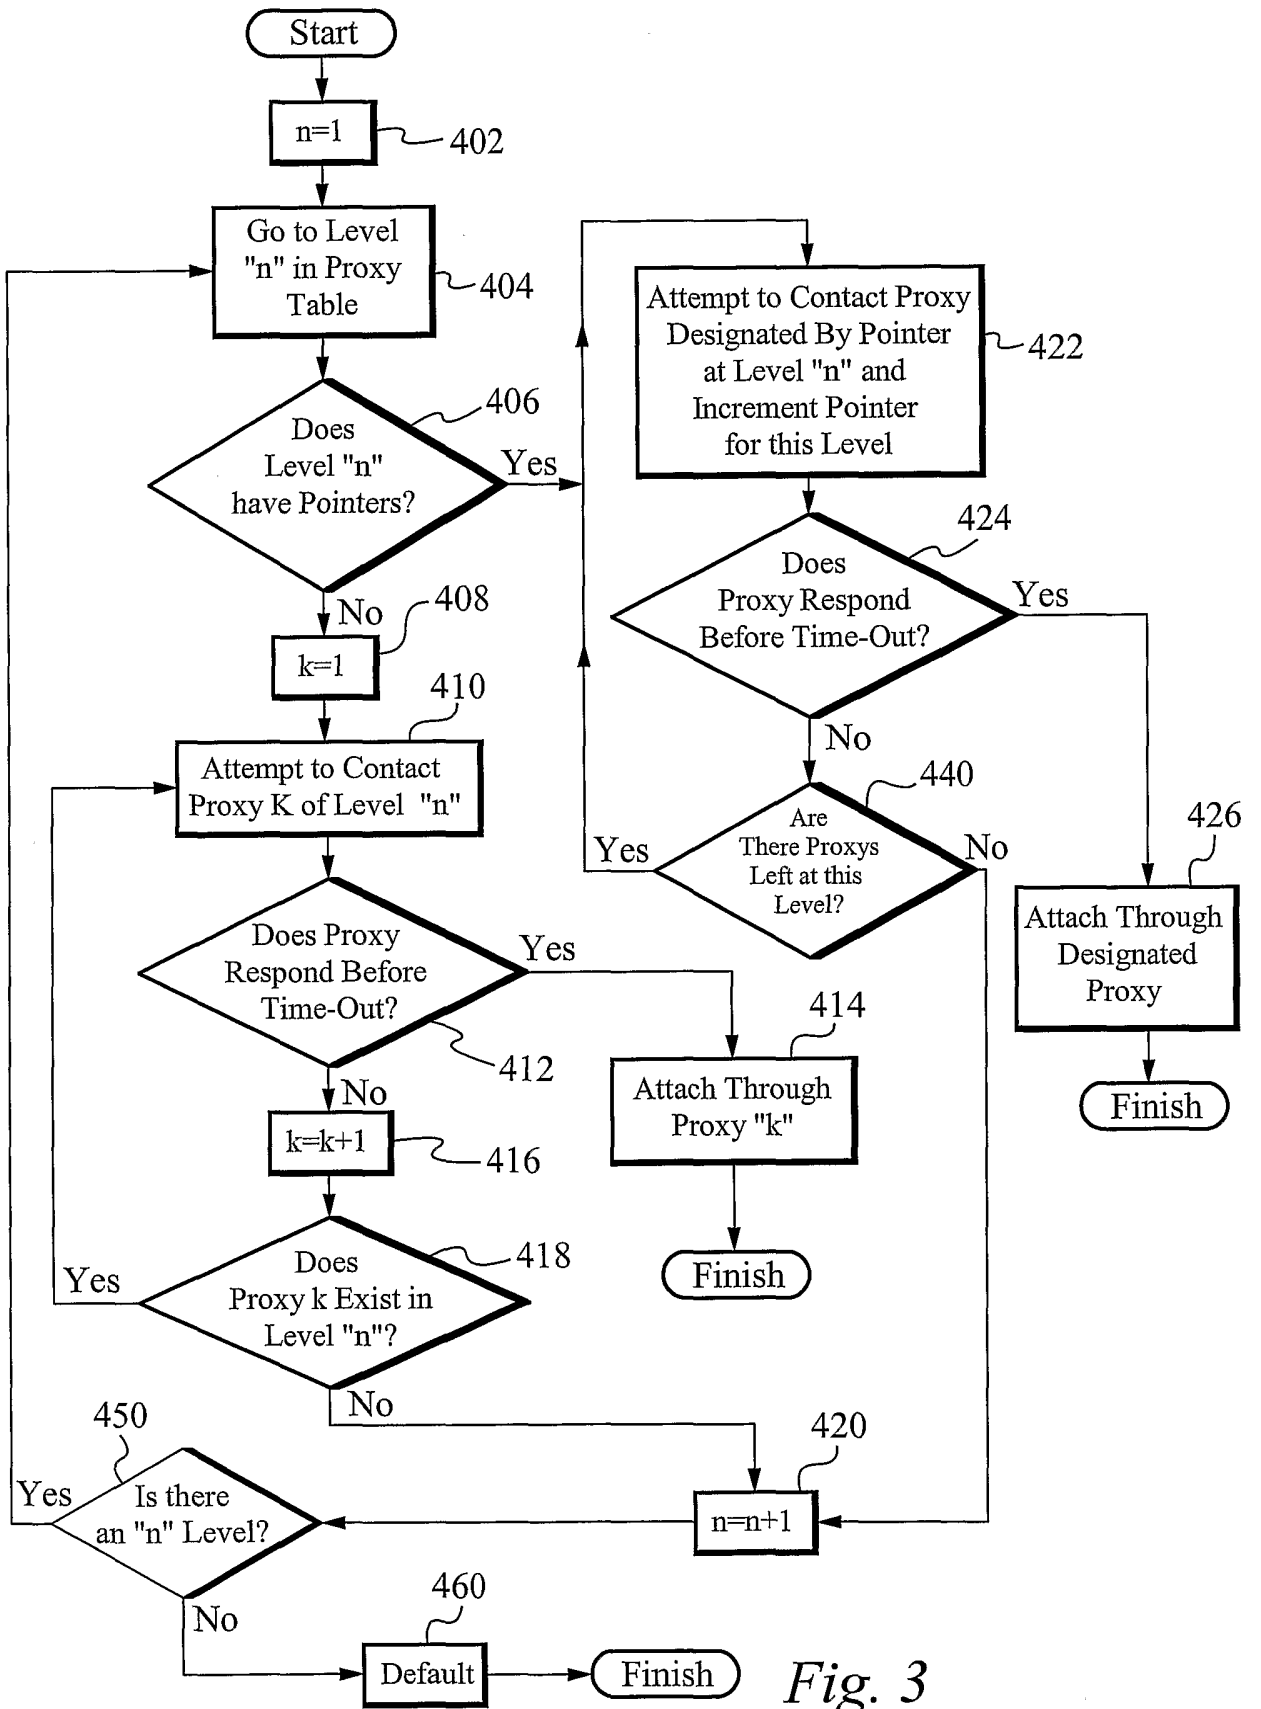 Start
n=1
402
Go to Level
"n" in Proxy
Table
404
Does
Level "n"
have Pointers?
406
Yes
No
k=1
408
410
Attempt to Contact
Proxy K of Level "n"
Does Proxy
Respond Before
Time-Out?
Yes
412
No
k=k+1
416
Does
Proxy k Exist in
Level "n"?
418
Yes
No
Attempt to Contact Proxy
Designated By Pointer
at Level "n" and
Increment Pointer
for this Level
422
424
Does
Proxy Respond
Before Time-Out?
Yes
No
440
Are
There Proxys
Left at this
Level?
Yes
No
426
Attach Through
Designated
Proxy
Finish
414
Attach Through
Proxy "k"
Finish
420
n=n+1
450
Is there
an "n" Level?
Yes
No
460
Default
Finish
Fig. 3